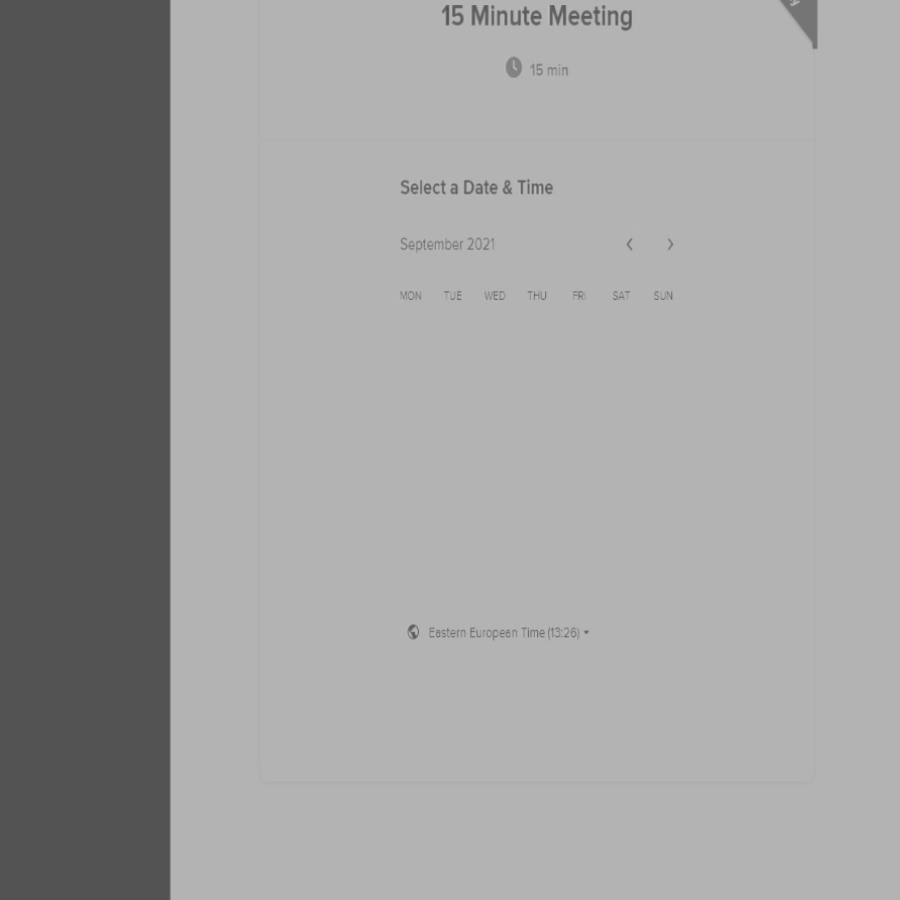 15 Minute Meeting
15 min
Select a Date & Time
September 2021
MON TUE WED THU FRI SAT SUN
Eastern European Time (13:26)